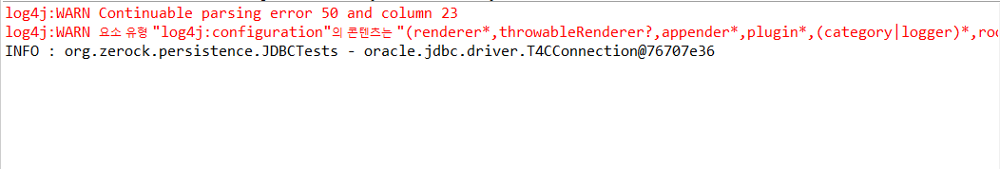 log4j:WARN Continuable parsing error 50 and column 23
log4j:WARN 요소 유형 "log4j:configuration"의 콘텐츠는 "(renderer*,throwableRenderer?,appender*,plugin*,(category|logger)*,roo
INFO : org.zerock.persistence.JDBCTests - oracle.jdbc.driver.T4CConnection@76707e36